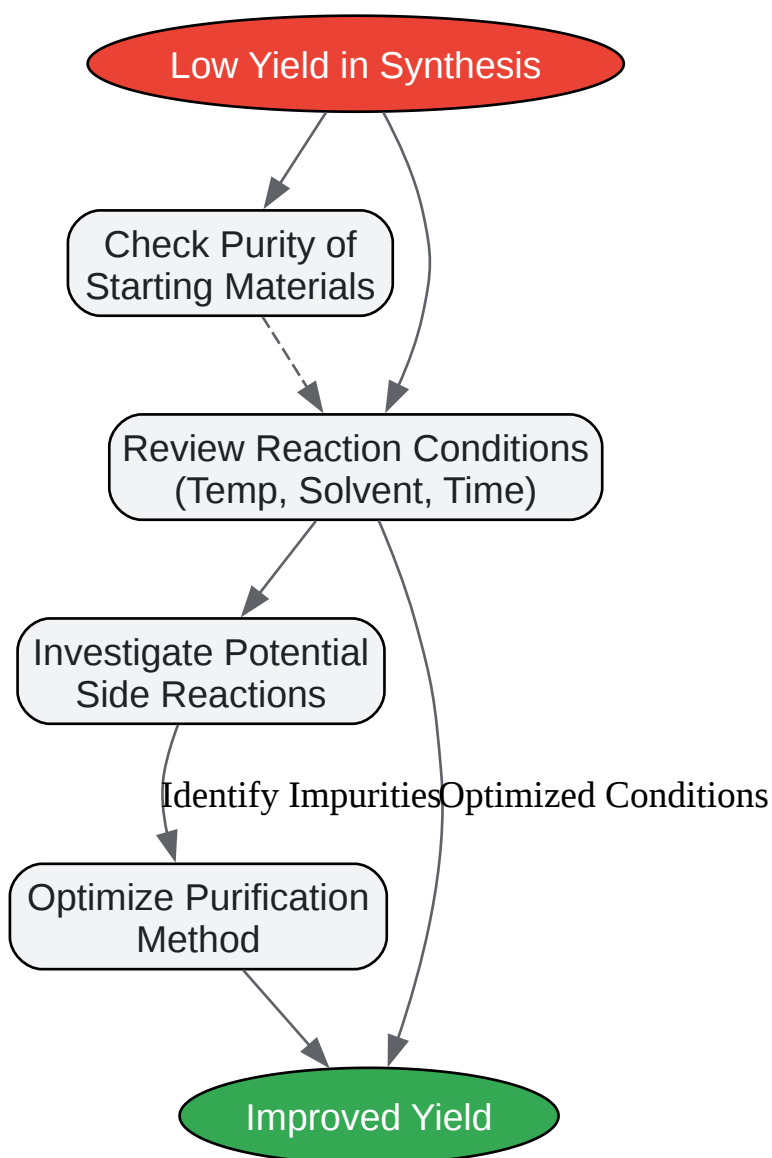 Low Yield in Synthesis
Check Purity of
Starting Materials
Review Reaction Conditions
(Temp, Solvent, Time)
Investigate Potential
Side Reactions
Identify Impurities
Optimized Conditions
Optimize Purification
Method
Improved Yield